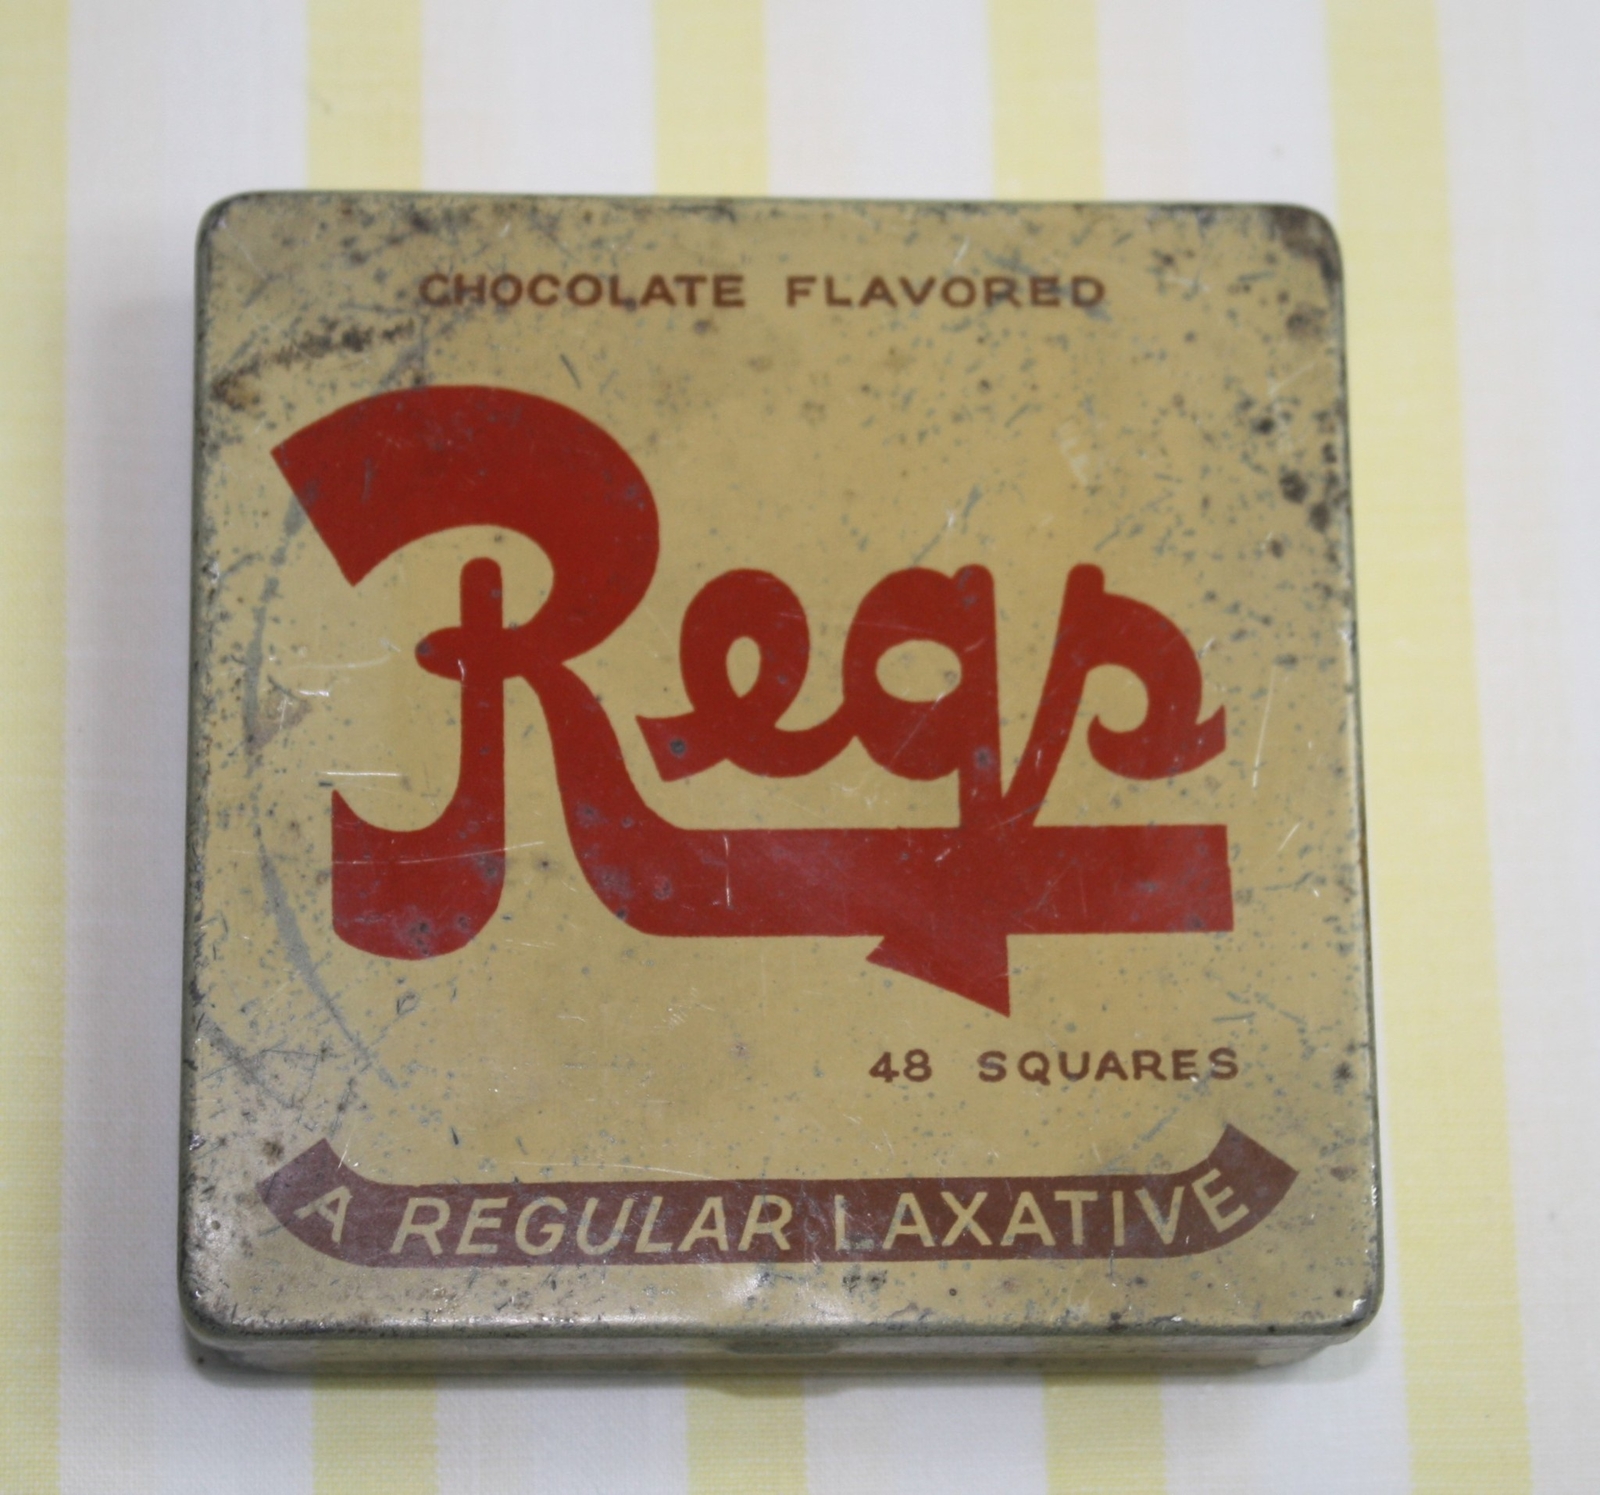 CHOCOLATE FLAVORED
Regs
48 SQUARES
A REGULAR LAXATIVE